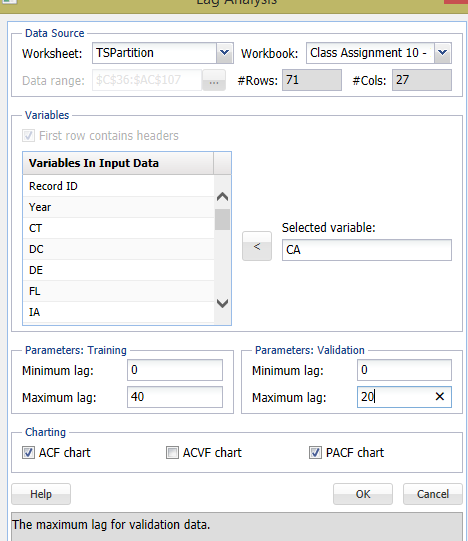 Lag Analysis
Data Source
Worksheet: TSPartition Workbook: Class Assignment 10 -
Data range: $C$36:$AC$107 ... #Rows: 71 #Cols: 27
Variables
First row contains headers
Variables In Input Data
Record ID
Year
CT
DC
DE
FL
IA
< Selected variable:
CA
Parameters: Training
Minimum lag: 0
Maximum lag: 40
Parameters: Validation
Minimum lag: 0
Maximum lag: 20 ×
Charting
ACF chart ACVF chart PACF chart
Help OK Cancel
The maximum lag for validation data.